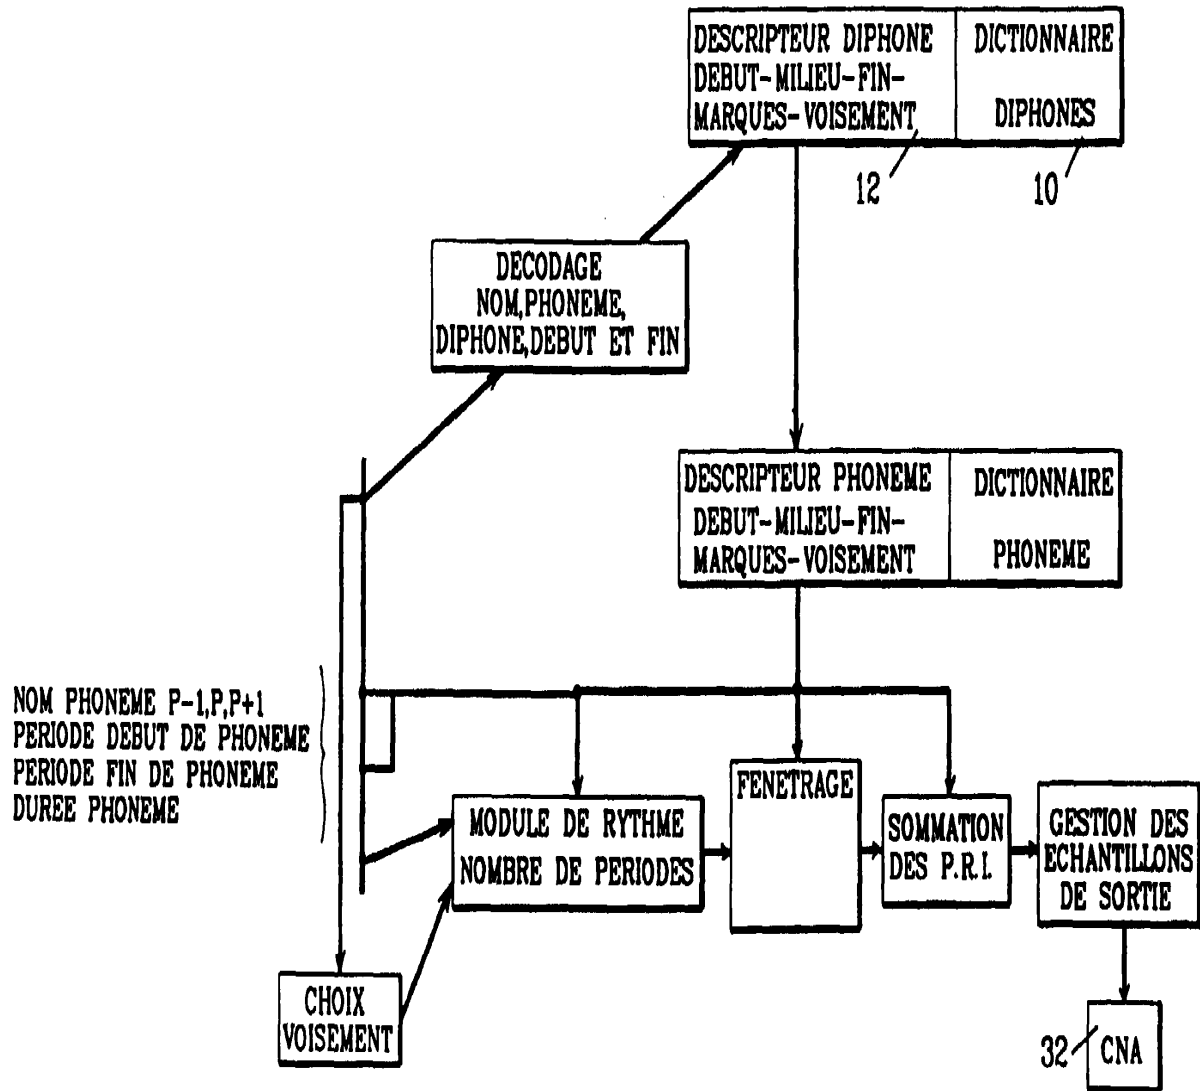 DESCRIPTEUR DIPHONE
DEBUT-MILIEU-FIN-
MARQUES-VOISEMENT
DICTIONNAIRE
DIPHONES
12
10
DECODAGE
NOM,PHONEME,
DIPHONE,DEBUT ET FIN
DESCRIPTEUR PHONEME
DEBUT-MILIEU-FIN-
MARQUES-VOISEMENT
DICTIONNAIRE
PHONEME
NOM PHONEME P-1,P,P+1
PERIODE DEBUT DE PHONEME
PERIODE FIN DE PHONEME
DUREE PHONEME
MODULE DE RYTHME
NOMBRE DE PERIODES
FENETRAGE
SOMMATION
DES P.R.I.
GESTION DES
ECHANTILLONS
DE SORTIE
CHOIX
VOISEMENT
32
CNA